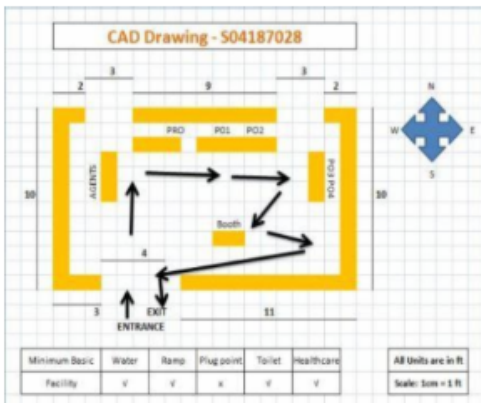 CAD Drawing - S04187028
3 3
2 9 2
N
PRO PO1 PO2
W E
AGENTS
PO3 PO4
S
10 10
Booth
4
3 EXIT 11
ENTRANCE
Minimum Basic Water Ramp Plug point Toilet Healthcare
Facility √ √ x √ √
All Units are in ft
Scale: 1cm = 1 ft